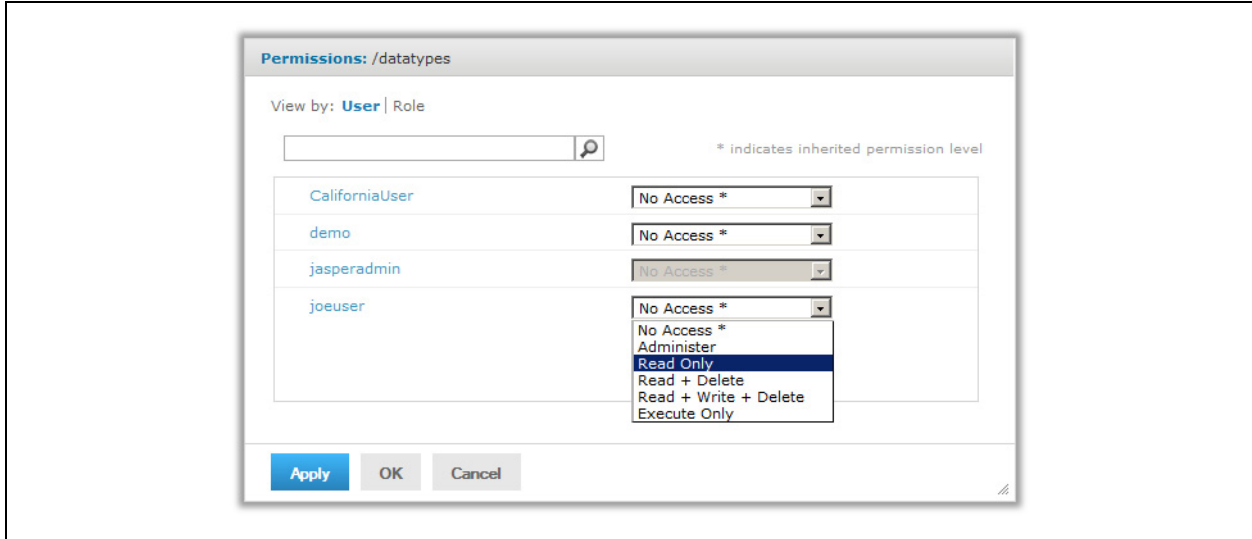 Permissions: /datatypes
View by: User | Role
* indicates inherited permission level
CaliforniaUser No Access *
demo No Access *
jasperadmin No Access *
joeuser No Access *
No Access *
Administer
Read Only
Read + Delete
Read + Write + Delete
Execute Only
Apply OK Cancel